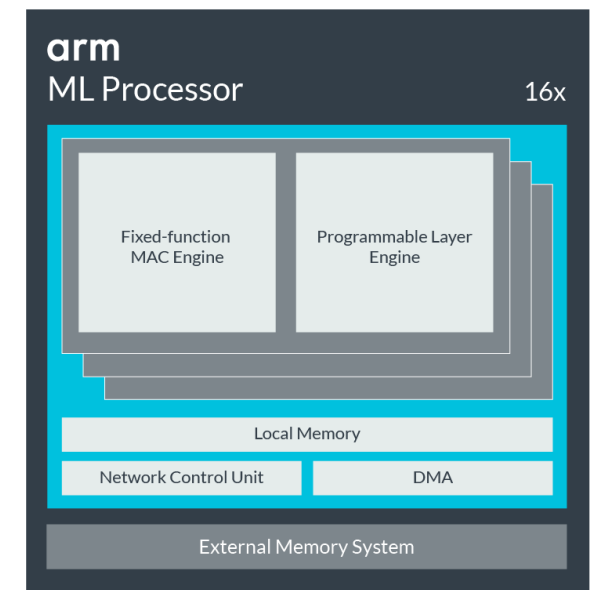 arm
ML Processor
16x
Fixed-function
MAC Engine
Programmable Layer
Engine
Local Memory
Network Control Unit
DMA
External Memory System